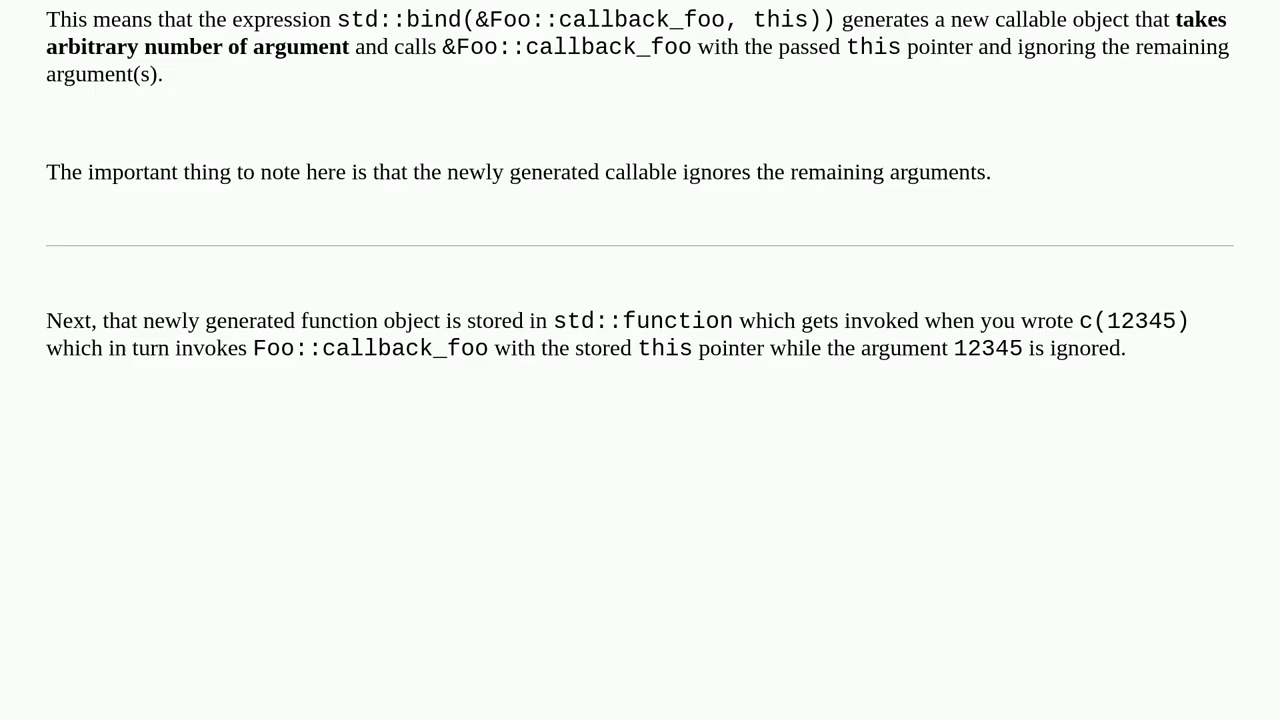 This means that the expression std::bind(&Foo::callback_foo, this)) generates a new callable object that takes
arbitrary number of argument and calls &Foo::callback_foo with the passed this pointer and ignoring the remaining
argument(s).
The important thing to note here is that the newly generated callable ignores the remaining arguments.
Next, that newly generated function object is stored in std::function which gets invoked when you wrote c(12345)
which in turn invokes Foo::callback_foo with the stored this pointer while the argument 12345 is ignored.